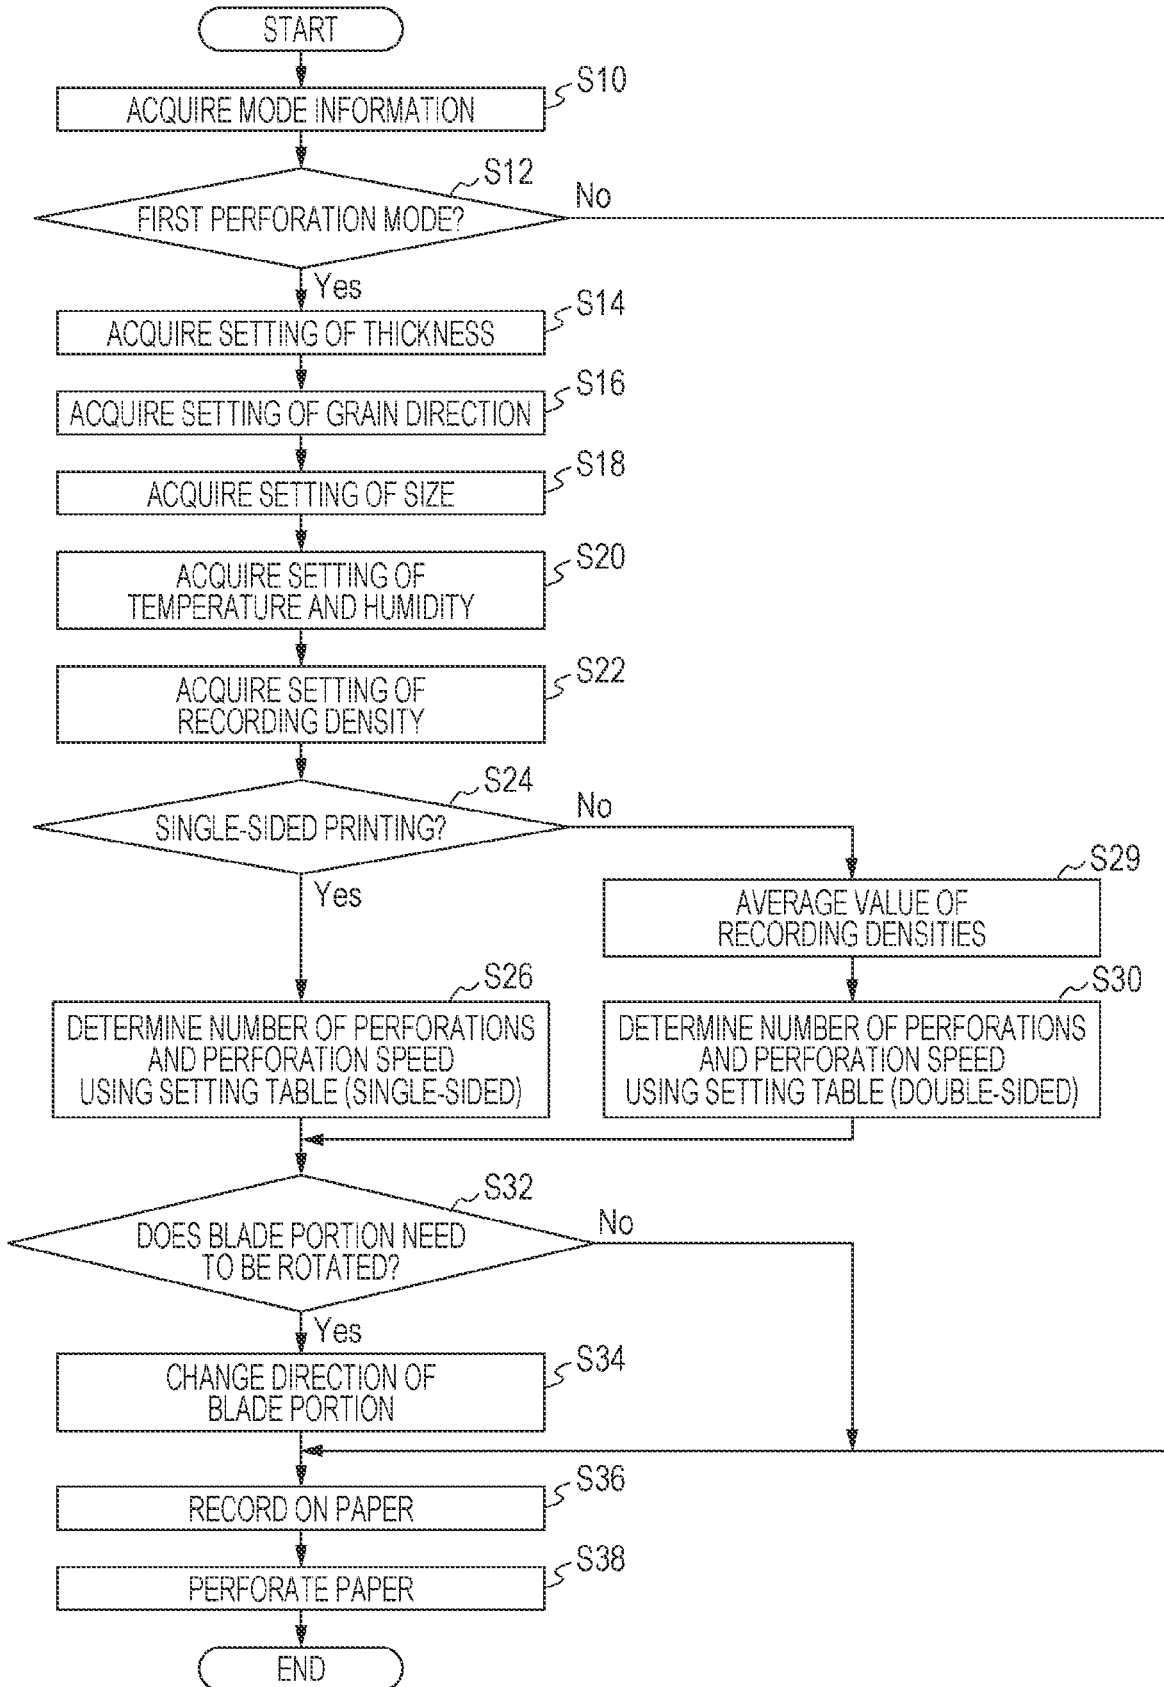 START
S10
ACQUIRE MODE INFORMATION
S12
No
FIRST PERFORATION MODE?
Yes
S14
ACQUIRE SETTING OF THICKNESS
S16
ACQUIRE SETTING OF GRAIN DIRECTION
S18
ACQUIRE SETTING OF SIZE
S20
ACQUIRE SETTING OF
TEMPERATURE AND HUMIDITY
S22
ACQUIRE SETTING OF
RECORDING DENSITY
S24
No
SINGLE-SIDED PRINTING?
Yes
S29
AVERAGE VALUE OF
RECORDING DENSITIES
S26
DETERMINE NUMBER OF PERFORATIONS
AND PERFORATION SPEED
USING SETTING TABLE (SINGLE-SIDED)
S30
DETERMINE NUMBER OF PERFORATIONS
AND PERFORATION SPEED
USING SETTING TABLE (DOUBLE-SIDED)
S32
No
DOES BLADE PORTION NEED
TO BE ROTATED?
Yes
S34
CHANGE DIRECTION OF
BLADE PORTION
S36
RECORD ON PAPER
S38
PERFORATE PAPER
END